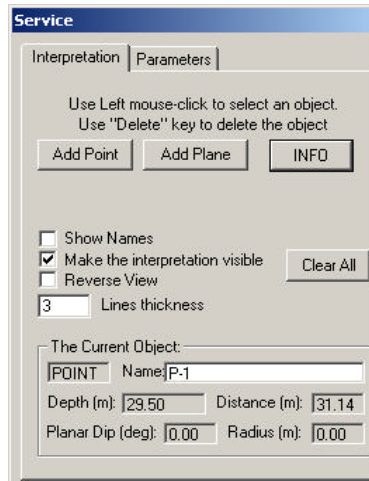 Service
Interpretation Parameters
Use Left mouse-click to select an object.
Use "Delete" key to delete the object
Add Point Add Plane INFO
Show Names
Make the interpretation visible
Clear All
Reverse View
3 Lines thickness
The Current Object:
POINT Name: P-1
Depth (m): 29.50 Distance (m): 31.14
Planar Dip (deg): 0.00 Radius (m): 0.00